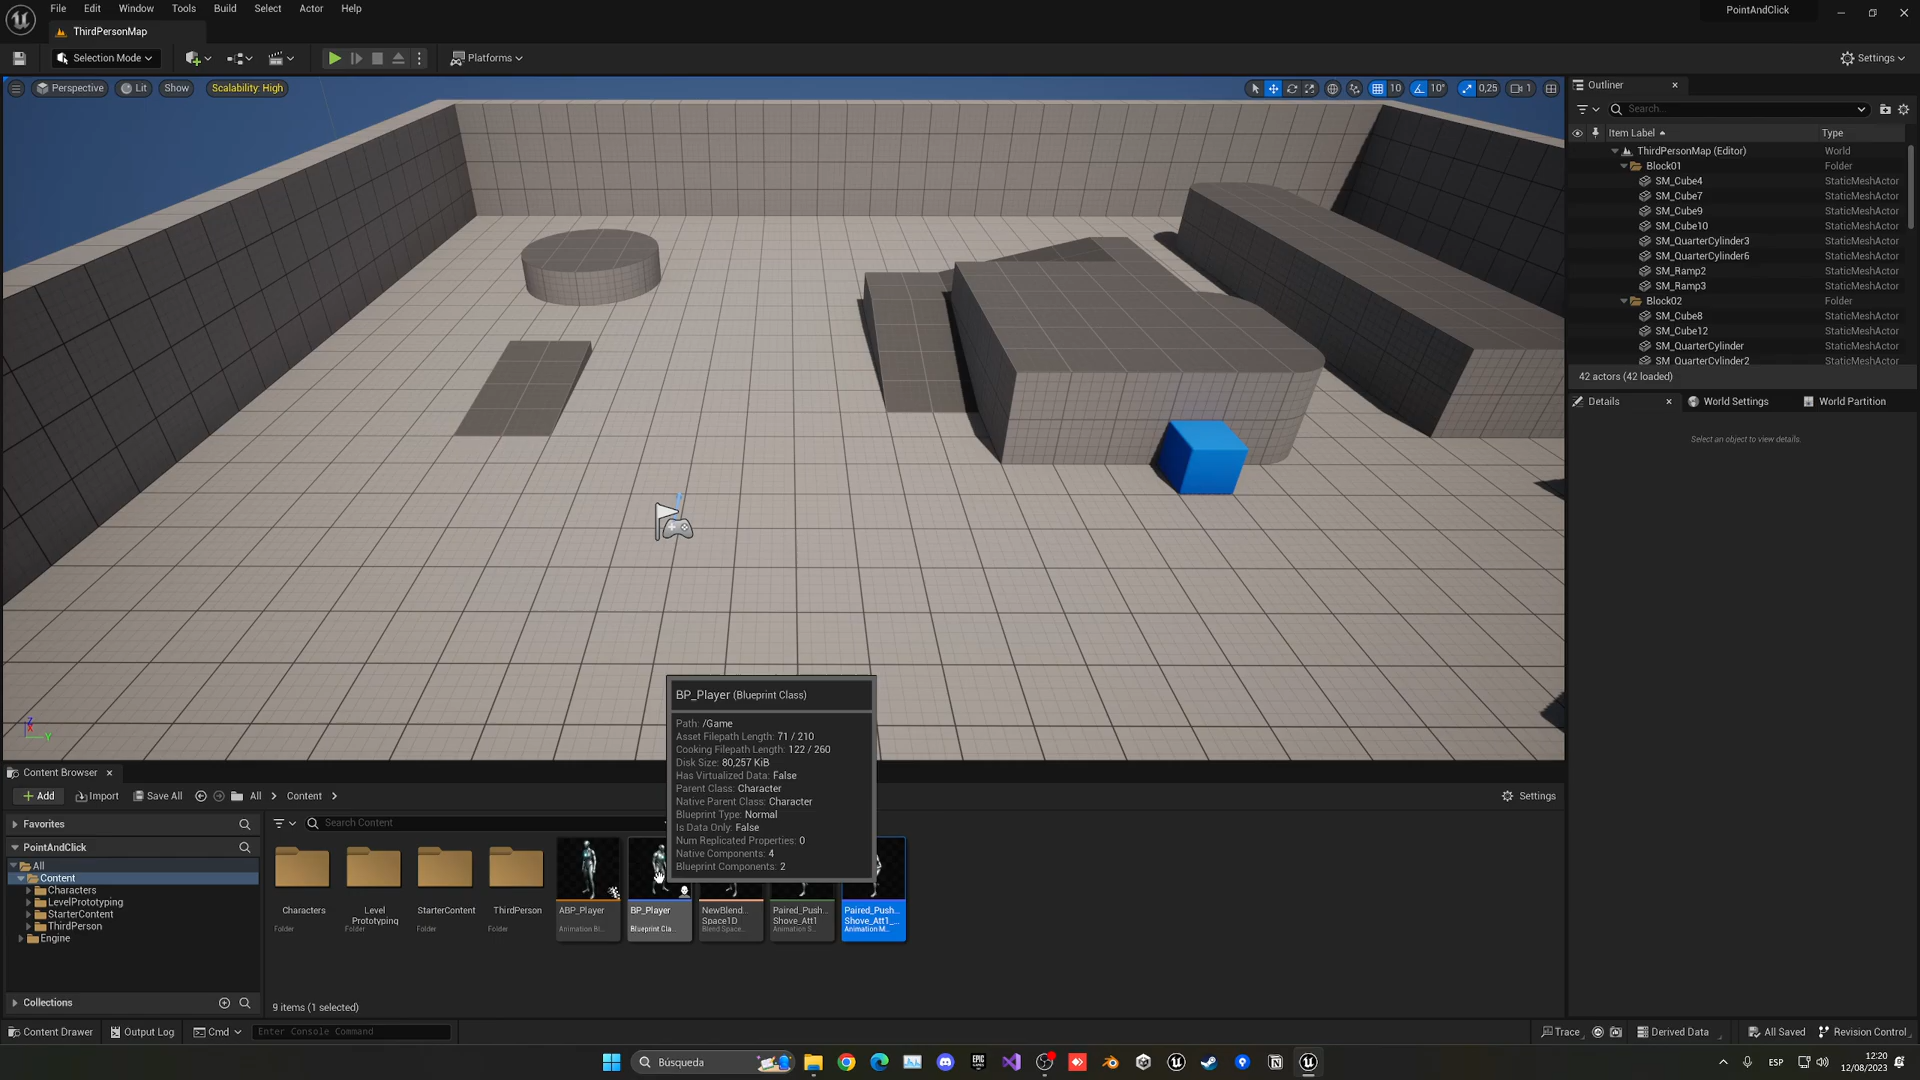 File Edit Window Tools Build Select Actor Help
PointAndClick
ThirdPersonMap
Selection Mode
Platforms
Settings
Perspective Lit Show Scalability: High
10 10° 0,25 1
Outliner
Search...
Item Label Type
ThirdPersonMap (Editor) World
Block01 Folder
SM_Cube4 StaticMeshActor
SM_Cube7 StaticMeshActor
SM_Cube9 StaticMeshActor
SM_Cube10 StaticMeshActor
SM_QuarterCylinder3 StaticMeshActor
SM_QuarterCylinder6 StaticMeshActor
SM_Ramp2 StaticMeshActor
SM_Ramp3 StaticMeshActor
Block02 Folder
SM_Cube8 StaticMeshActor
SM_Cube12 StaticMeshActor
SM_QuarterCylinder StaticMeshActor
SM_QuarterCylinder2 StaticMeshActor
42 actors (42 loaded)
Details World Settings World Partition
Select an object to view details.
BP_Player (Blueprint Class)
Path: /Game
Asset Filepath Length: 71 / 210
Cooking Filepath Length: 122 / 260
Disk Size: 80,257 KiB
Has Virtualized Data: False
Parent Class: Character
Native Parent Class: Character
Blueprint Type: Normal
Is Data Only: False
Num Replicated Properties: 0
Native Components: 4
Blueprint Components: 2
Z
X
Y
Content Browser
Add Import Save All All Content
Settings
Favorites
PointAndClick
All
Content
Characters
LevelPrototyping
StarterContent
ThirdPerson
Engine
Collections
Search Content
Characters
Folder
Level
Prototyping
Folder
StarterContent
Folder
ThirdPerson
Folder
ABP_Player
Animation Bl...
BP_Player
Blueprint Cla...
NewBlend...
Space1D
Blend Space...
Paired_Push...
Shove_Att1
Animation S...
Paired_Push...
Shove_Att1_...
Animation M...
9 items (1 selected)
Content Drawer Output Log Cmd Enter Console Command
Trace Derived Data All Saved Revision Control
Búsqueda
EPIC
GAMES
ESP
12:20
12/08/2023